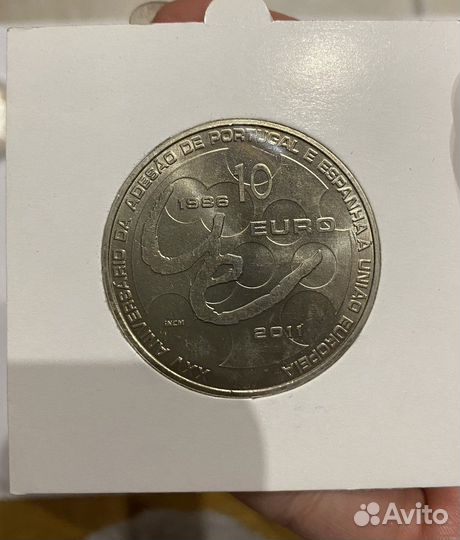 XXV ANIVERSÁRIO DA ADESÃO DE PORTUGAL E ESPANHA À UNIÃO EUROPEIA
10
1986
EURO
INCM
2011
Avito